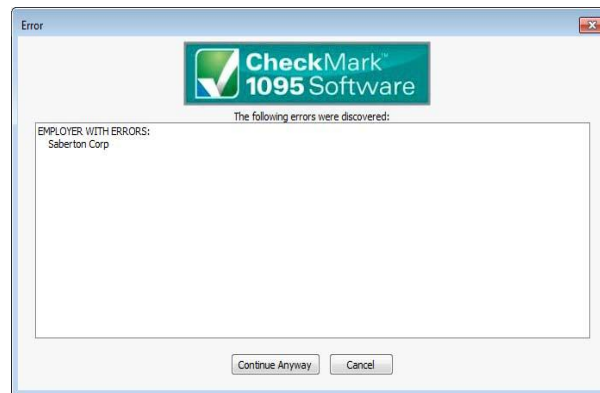 Error
CheckMark™
1095 Software
The following errors were discovered:
EMPLOYER WITH ERRORS:
Saberton Corp
Continue Anyway
Cancel